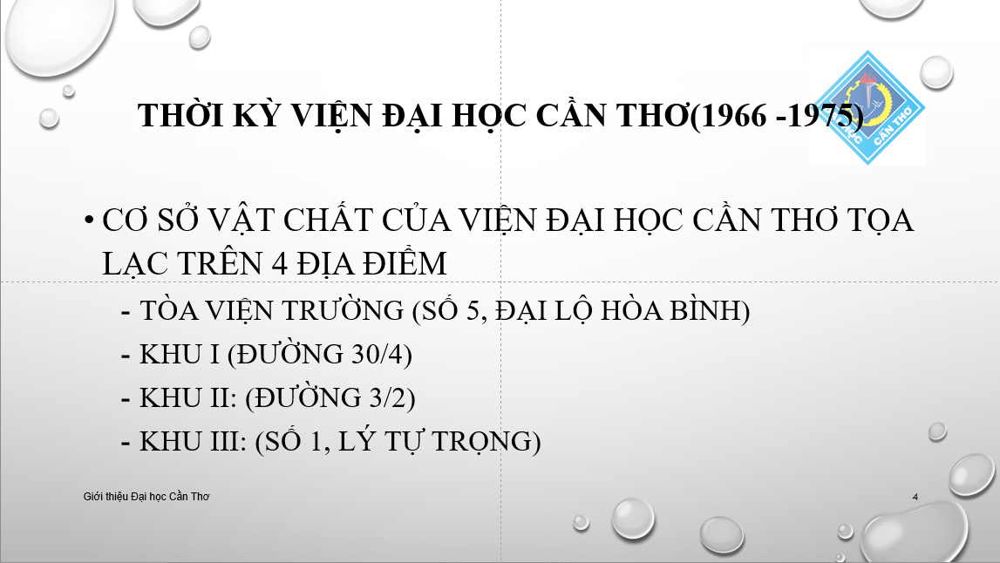 THỜI KỲ VIỆN ĐẠI HỌC CẦN THƠ(1966 -1975)
HỌC CẦN THƠ
• CƠ SỞ VẬT CHẤT CỦA VIỆN ĐẠI HỌC CẦN THƠ TỌA
LẠC TRÊN 4 ĐỊA ĐIỂM
- TÒA VIỆN TRƯỜNG (SỐ 5, ĐẠI LỘ HÒA BÌNH)
- KHU I (ĐƯỜNG 30/4)
- KHU II: (ĐƯỜNG 3/2)
- KHU III: (SỐ 1, LÝ TỰ TRỌNG)
Giới thiệu Đại học Cần Thơ
4